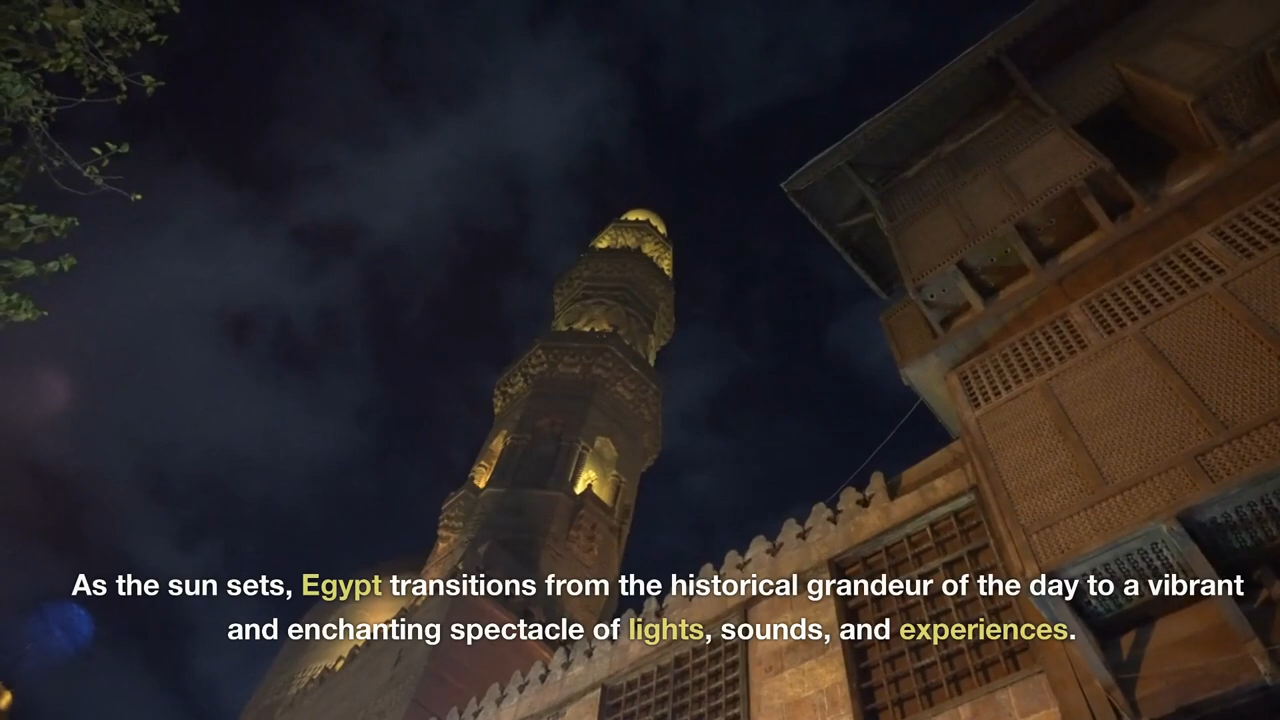 As the sun sets, Egypt transitions from the historical grandeur of the day to a vibrant
and enchanting spectacle of lights, sounds, and experiences.